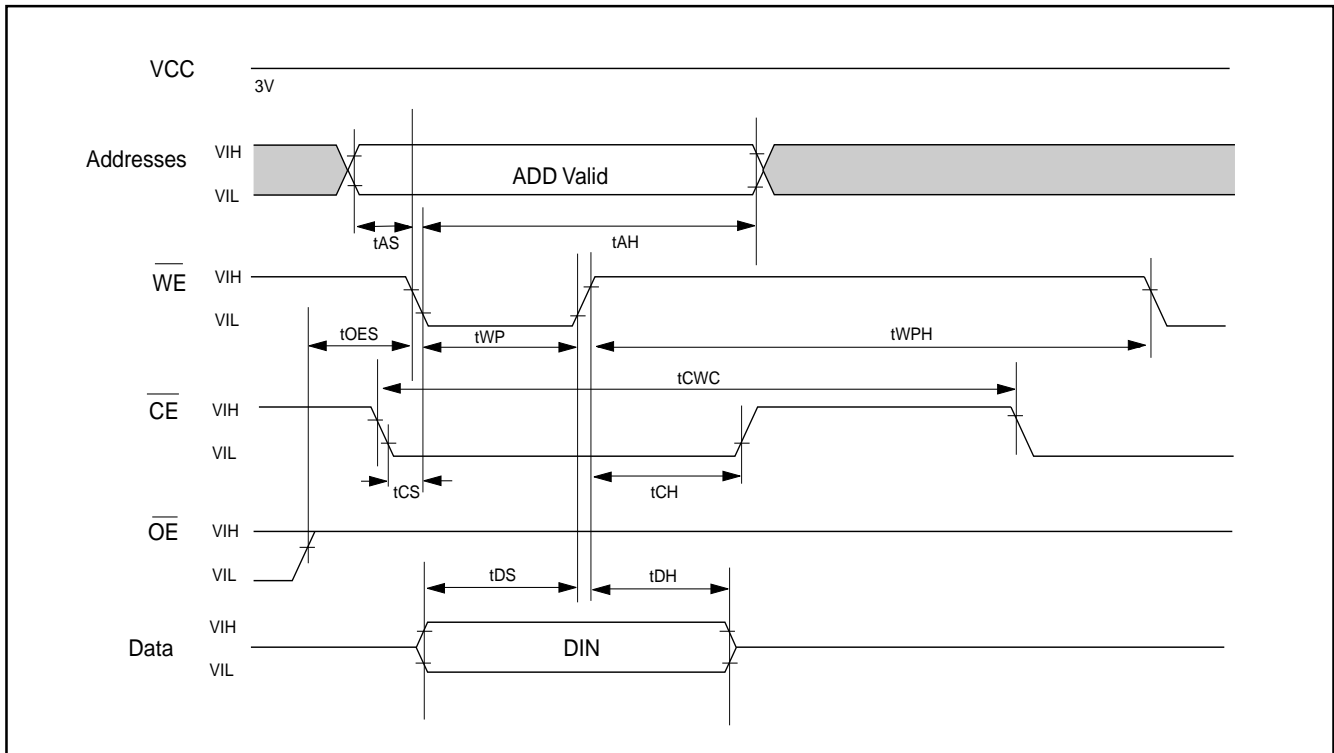 VCC
3V
Addresses
VIH
ADD Valid
VIL
tAS
tAH
WE
VIH
VIL
tOES
tWP
tWPH
tCWC
CE
VIH
VIL
tCS
tCH
OE
VIH
VIL
tDS
tDH
VIH
Data
DIN
VIL